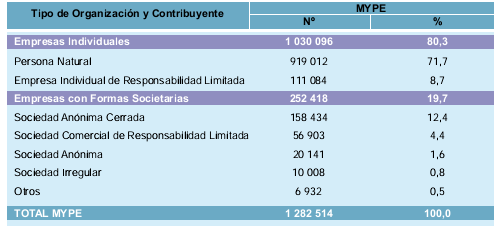 Tipo de Organización y Contribuyente MYPE
Nº %
Empresas Individuales 1 030 096 80,3
Persona Natural 919 012 71,7
Empresa Individual de Responsabilidad Limitada 111 084 8,7
Empresas con Formas Societarias 252 418 19,7
Sociedad Anónima Cerrada 158 434 12,4
Sociedad Comercial de Responsabilidad Limitada 56 903 4,4
Sociedad Anónima 20 141 1,6
Sociedad Irregular 10 008 0,8
Otros 6 932 0,5
TOTAL MYPE 1 282 514 100,0